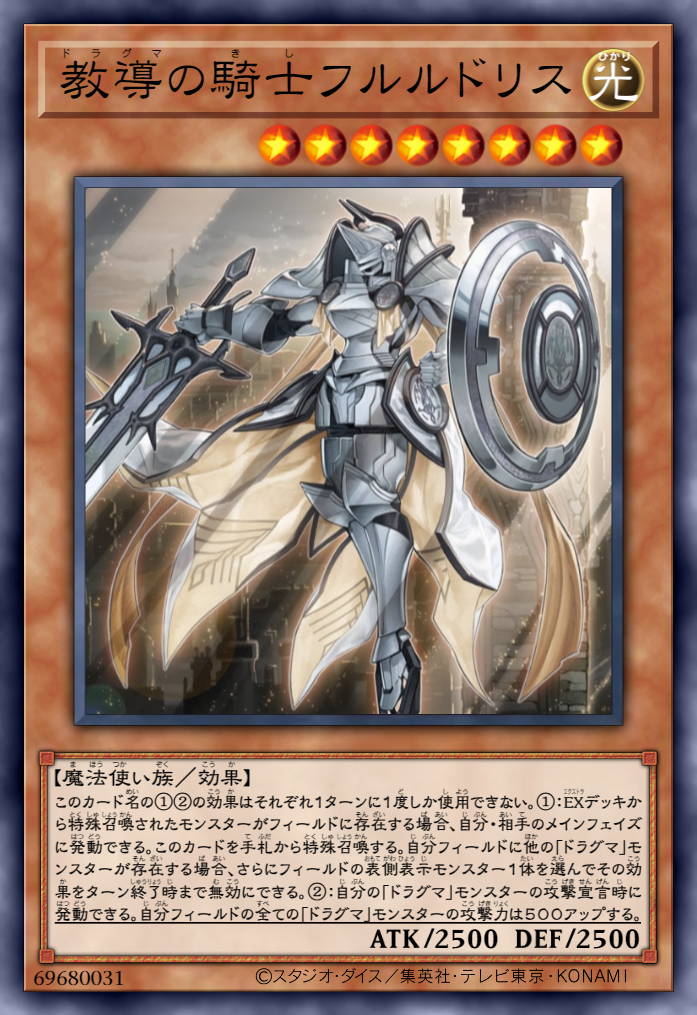 教導の騎士フルルドリス
光
【魔法使い族／効果】
このカード名の①②の効果はそれぞれ1ターンに1度しか使用できない。①：EXデッキか
ら特殊召喚されたモンスターがフィールドに存在する場合、自分・相手のメインフェイズ
に発動できる。このカードを手札から特殊召喚する。自分フィールドに他の「ドラグマ」モ
ンスターが存在する場合、さらにフィールドの表側表示モンスター1体を選んでその効
果をターン終了時まで無効にできる。②：自分の「ドラグマ」モンスターの攻撃宣言時に
発動できる。自分フィールドの全ての「ドラグマ」モンスターの攻撃力は500アップする。
ATK/2500 DEF/2500
69680031 ©スタジオ・ダイス／集英社・テレビ東京・KONAMI